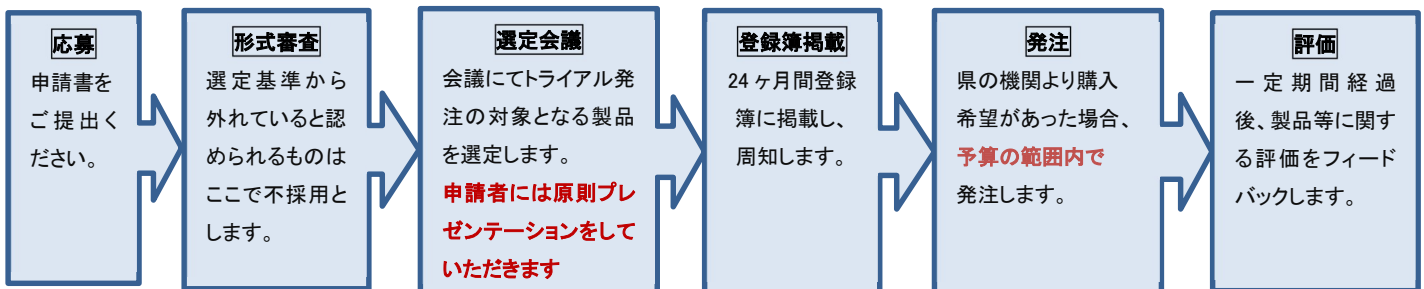 応募
申請書を
ご提出く
ださい。
形式審査
選定基準から
外れていると認
められるものは
ここで不採用と
します。
選定会議
会議にてトライアル発
注の対象となる製品
を選定します。
申請者には原則プレ
ゼンテーションをして
いただきます
登録簿掲載
24ヶ月間登録
簿に掲載し、
周知します。
発注
県の機関より購入
希望があった場合、
予算の範囲内で
発注します。
評価
一定期間経過
後、製品等に関す
る評価をフィード
バックします。